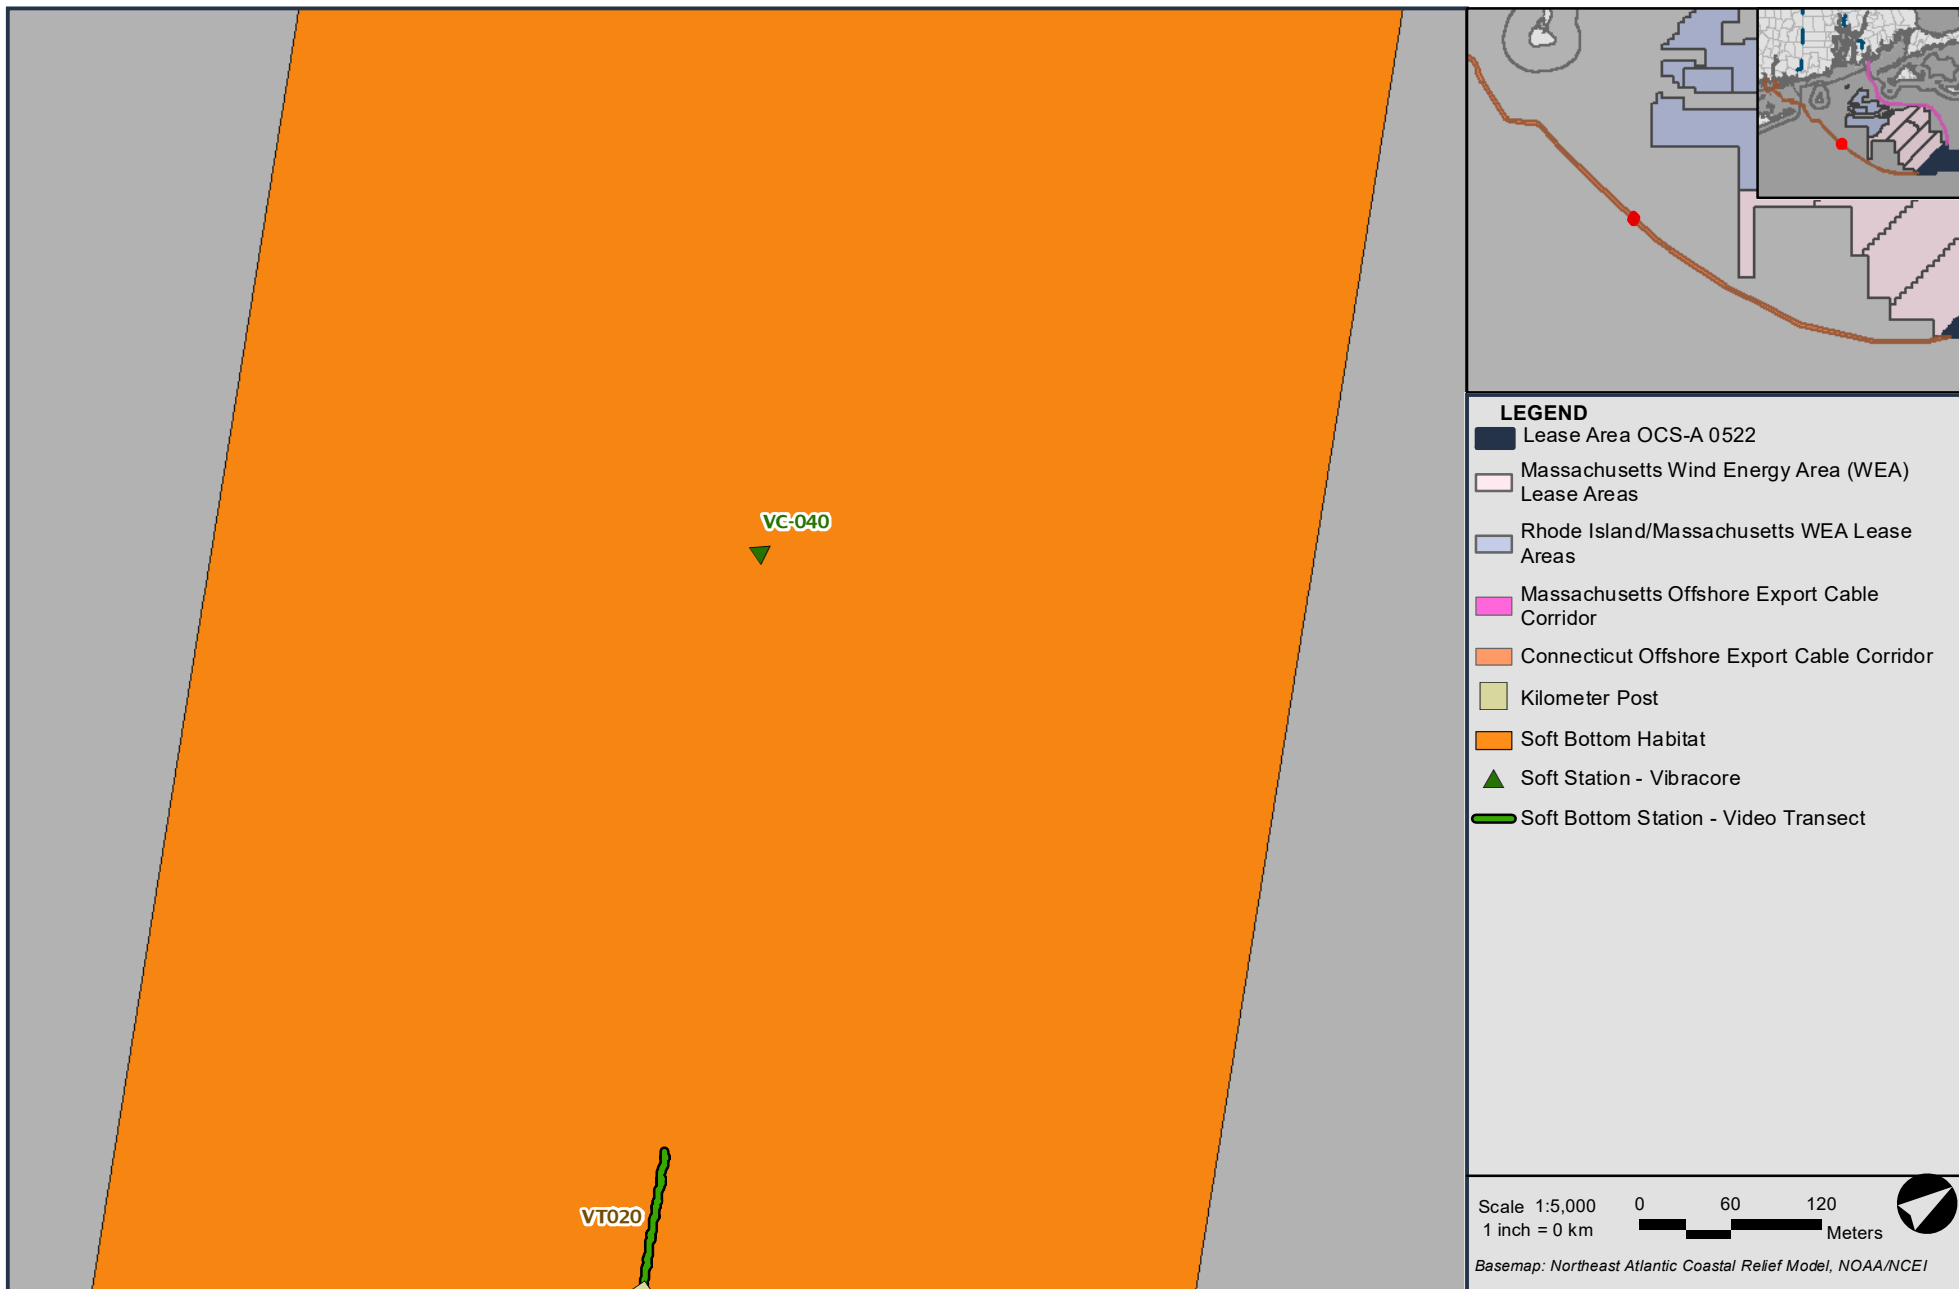 VC-040
VT020
LEGEND
Lease Area OCS-A 0522
Massachusetts Wind Energy Area (WEA)
Lease Areas
Rhode Island/Massachusetts WEA Lease
Areas
Massachusetts Offshore Export Cable
Corridor
Connecticut Offshore Export Cable Corridor
Kilometer Post
Soft Bottom Habitat
Soft Station - Vibracore
Soft Bottom Station - Video Transect
Scale 1:5,000
1 inch = 0 km
0 60 120
Meters
Basemap: Northeast Atlantic Coastal Relief Model, NOAA/NCEI